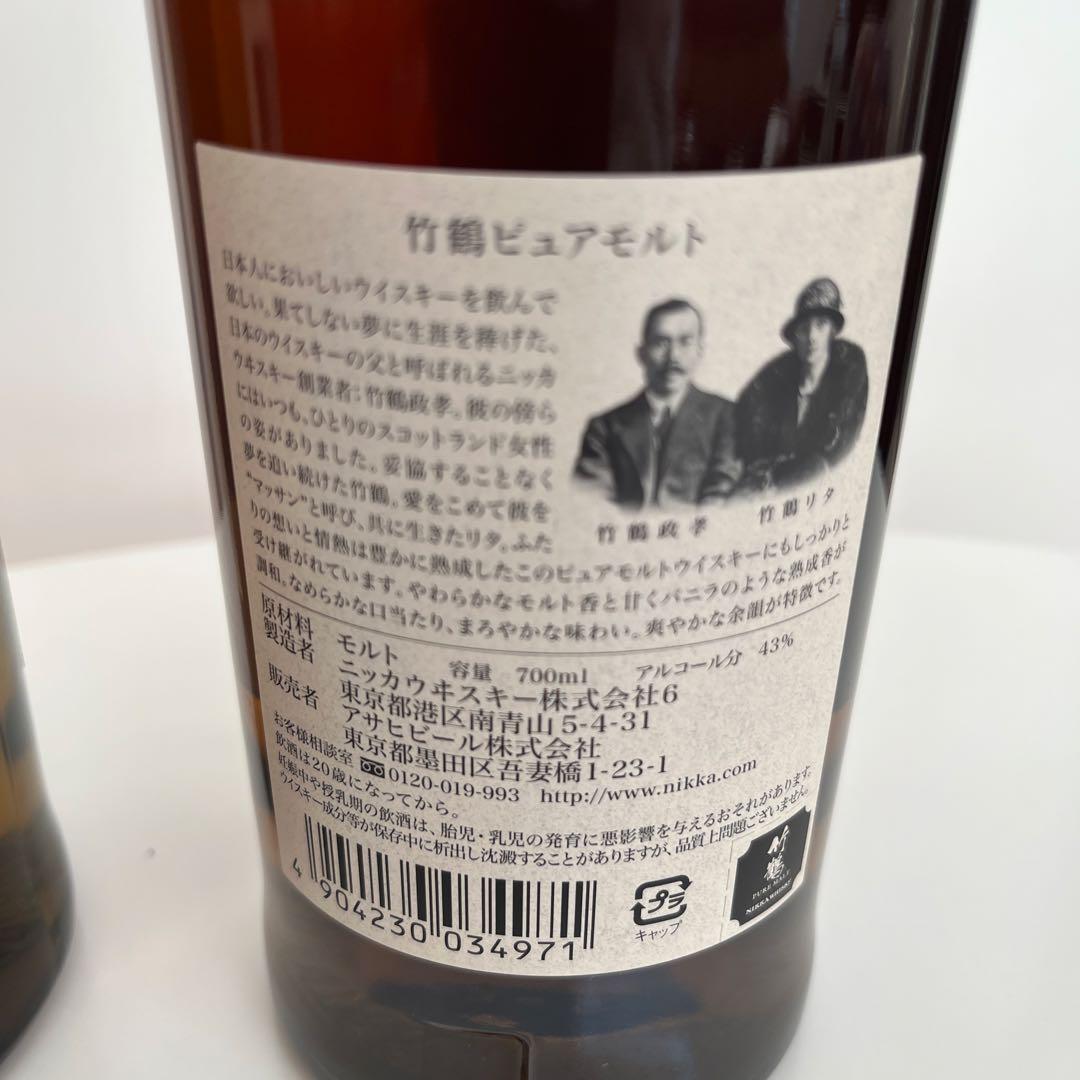 竹鶴ピュアモルト
日本人においしいウイスキーを飲んで
欲しい。果てしない夢に生涯を捧げた、
日本のウイスキーの父と呼ばれるニッカ
ウヰスキー創業者；竹鶴政孝。彼の傍ら
にはいつも、ひとりのスコットランド女性
の姿がありました。妥協することなく
夢を追い続けた竹鶴。愛をこめて彼を
“マッサン”と呼び、共に生きたリタ。ふた
りの想いと情熱は豊かに熟成したこのピュアモルトウイスキーにもしっかりと
受け継がれています。やわらかなモルト香と甘くバニラのような熟成香が
調和。なめらかな口当たり、まろやかな味わい。爽やかな余韻が特徴です。
竹鶴政孝
竹鶴リタ
原材料 モルト 容量 700ml アルコール分 43%
製造者 ニッカウヰスキー株式会社6
東京都港区南青山5-4-31
販売者 アサヒビール株式会社
東京都墨田区吾妻橋1-23-1
お客様相談室 0120-019-993 http://www.nikka.com
飲酒は20歳になってから。
妊娠中や授乳期の飲酒は、胎児・乳児の発育に悪影響を与えるおそれがあります。
ウイスキー成分等が保存中に析出し沈澱することがありますが、品質上問題ございません。
4 904230 034971
プラ
キャップ
竹鶴
PURE MALT
NIKKA WHISKY